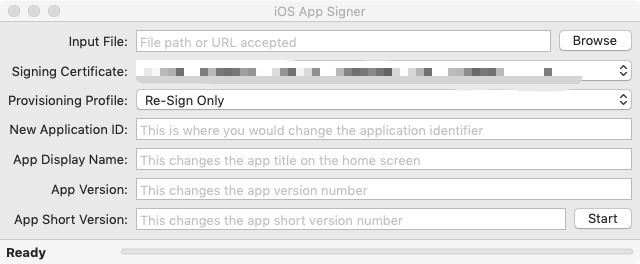 iOS App Signer
Input File: File path or URL accepted Browse
Signing Certificate:
Provisioning Profile: Re-Sign Only
New Application ID: This is where you would change the application identifier
App Display Name: This changes the app title on the home screen
App Version: This changes the app version number
App Short Version: This changes the app short version number Start
Ready